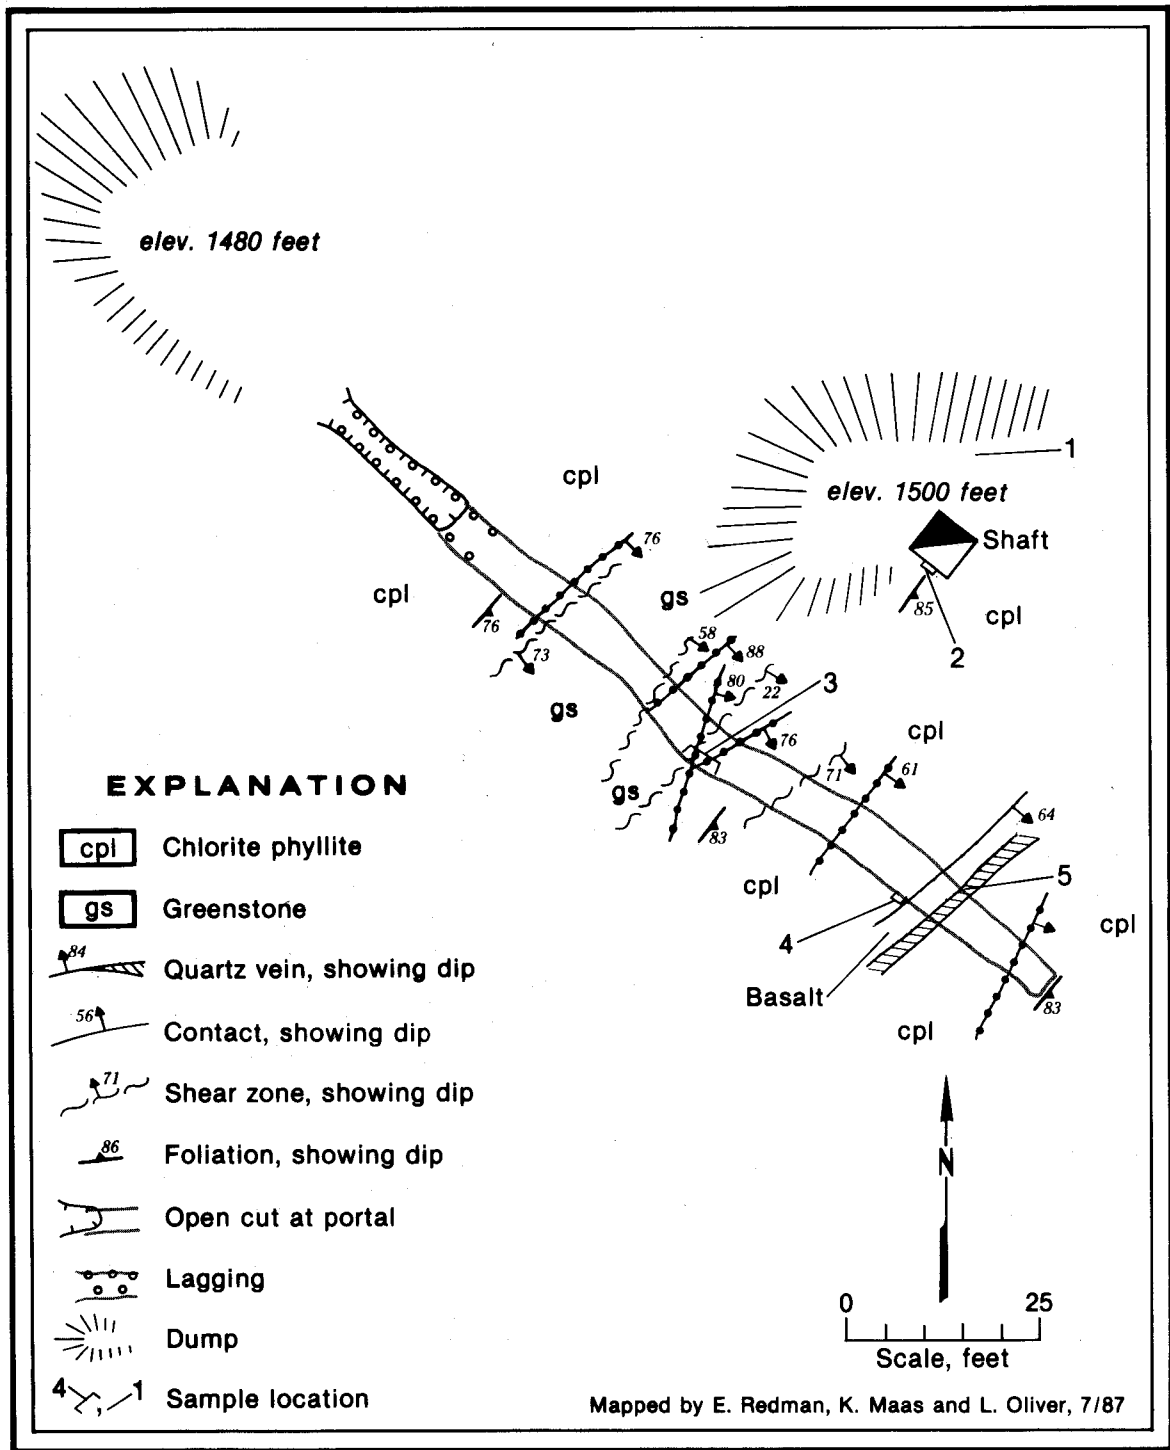 elev. 1480 feet
1
elev. 1500 feet
cpl
Shaft
76
cpl
gs
85
cpl
76
58
2
73
88
80
22
3
gs
76
cpl
71
61
gs
83
64
cpl
5
4
cpl
Basalt
83
cpl
EXPLANATION
cpl Chlorite phyllite
gs Greenstone
84 Quartz vein, showing dip
56 Contact, showing dip
71 Shear zone, showing dip
86 Foliation, showing dip
Open cut at portal
Lagging
Dump
4 , 1 Sample location
N
0 25
Scale, feet
Mapped by E. Redman, K. Maas and L. Oliver, 7/87